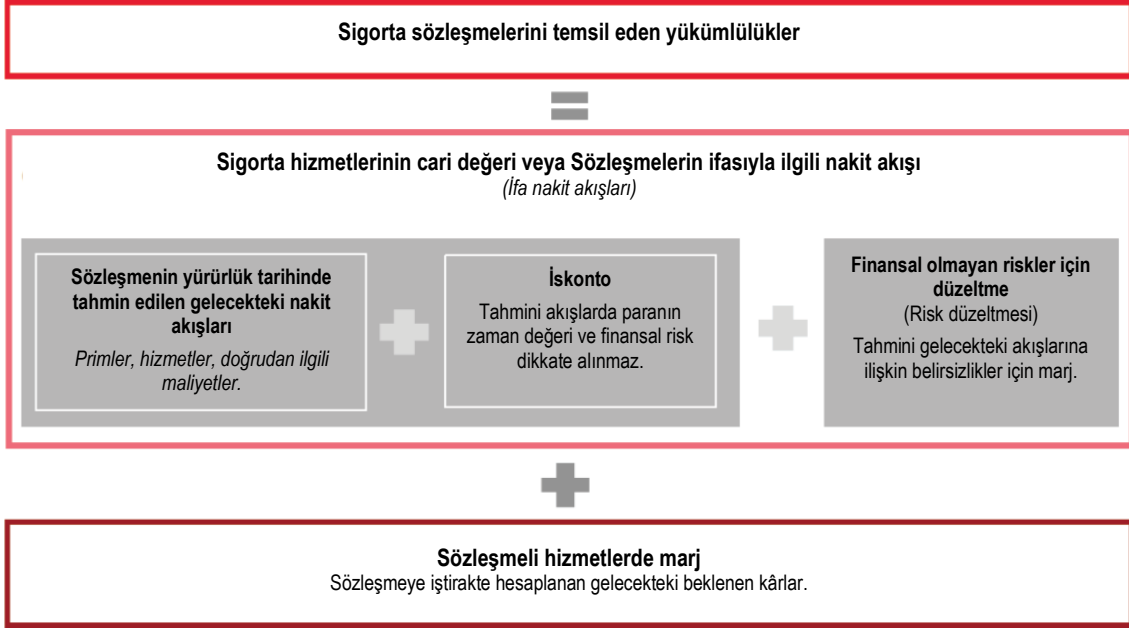 Sigorta sözleşmelerini temsil eden yükümlülükler
Sigorta hizmetlerinin cari değeri veya Sözleşmelerin ifasıyla ilgili nakit akışı
(İfa nakit akışları)
Sözleşmenin yürürlük tarihinde
tahmin edilen gelecekteki nakit
akışları
Primler, hizmetler, doğrudan ilgili
maliyetler.
İskonto
Tahmini akışlarda paranın
zaman değeri ve finansal risk
dikkate alınmaz.
Finansal olmayan riskler için
düzeltme
(Risk düzeltmesi)
Tahmini gelecekteki akışlarına
ilişkin belirsizlikler için marj.
Sözleşmeli hizmetlerde marj
Sözleşmeye iştirakte hesaplanan gelecekteki beklenen kârlar.